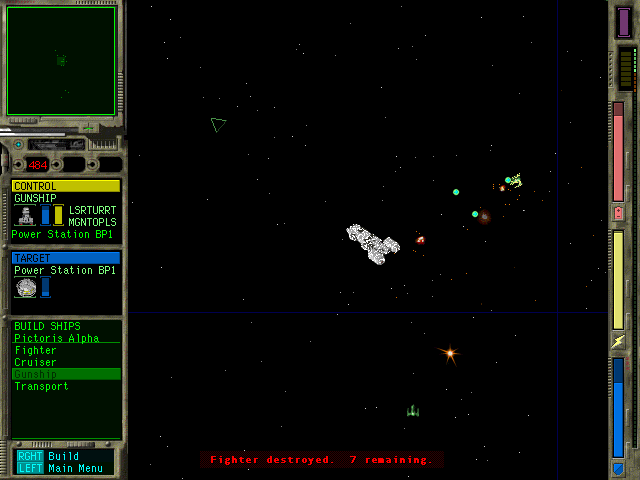 484
CONTROL
GUNSHIP
LSRTURRT
MGNTOPLS
Power Station BP1
TARGET
Power Station BP1
BUILD SHIPS
Pictoris Alpha
Fighter
Cruiser
Gunship
Transport
RGHT Build
LEFT Main Menu
Fighter destroyed. 7 remaining.